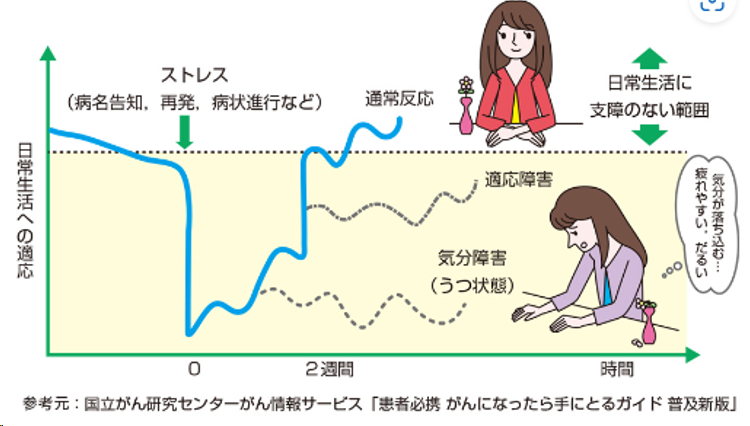 ストレス
（病名告知，再発，病状進行など）
通常反応
日常生活に
支障のない範囲
日常生活への適応
適応障害
気分障害
（うつ状態）
気分が落ち込む…
疲れやすい，だるい
0
2週間
時間
参考元：国立がん研究センターがん情報サービス「患者必携 がんになったら手にとるガイド 普及新版」